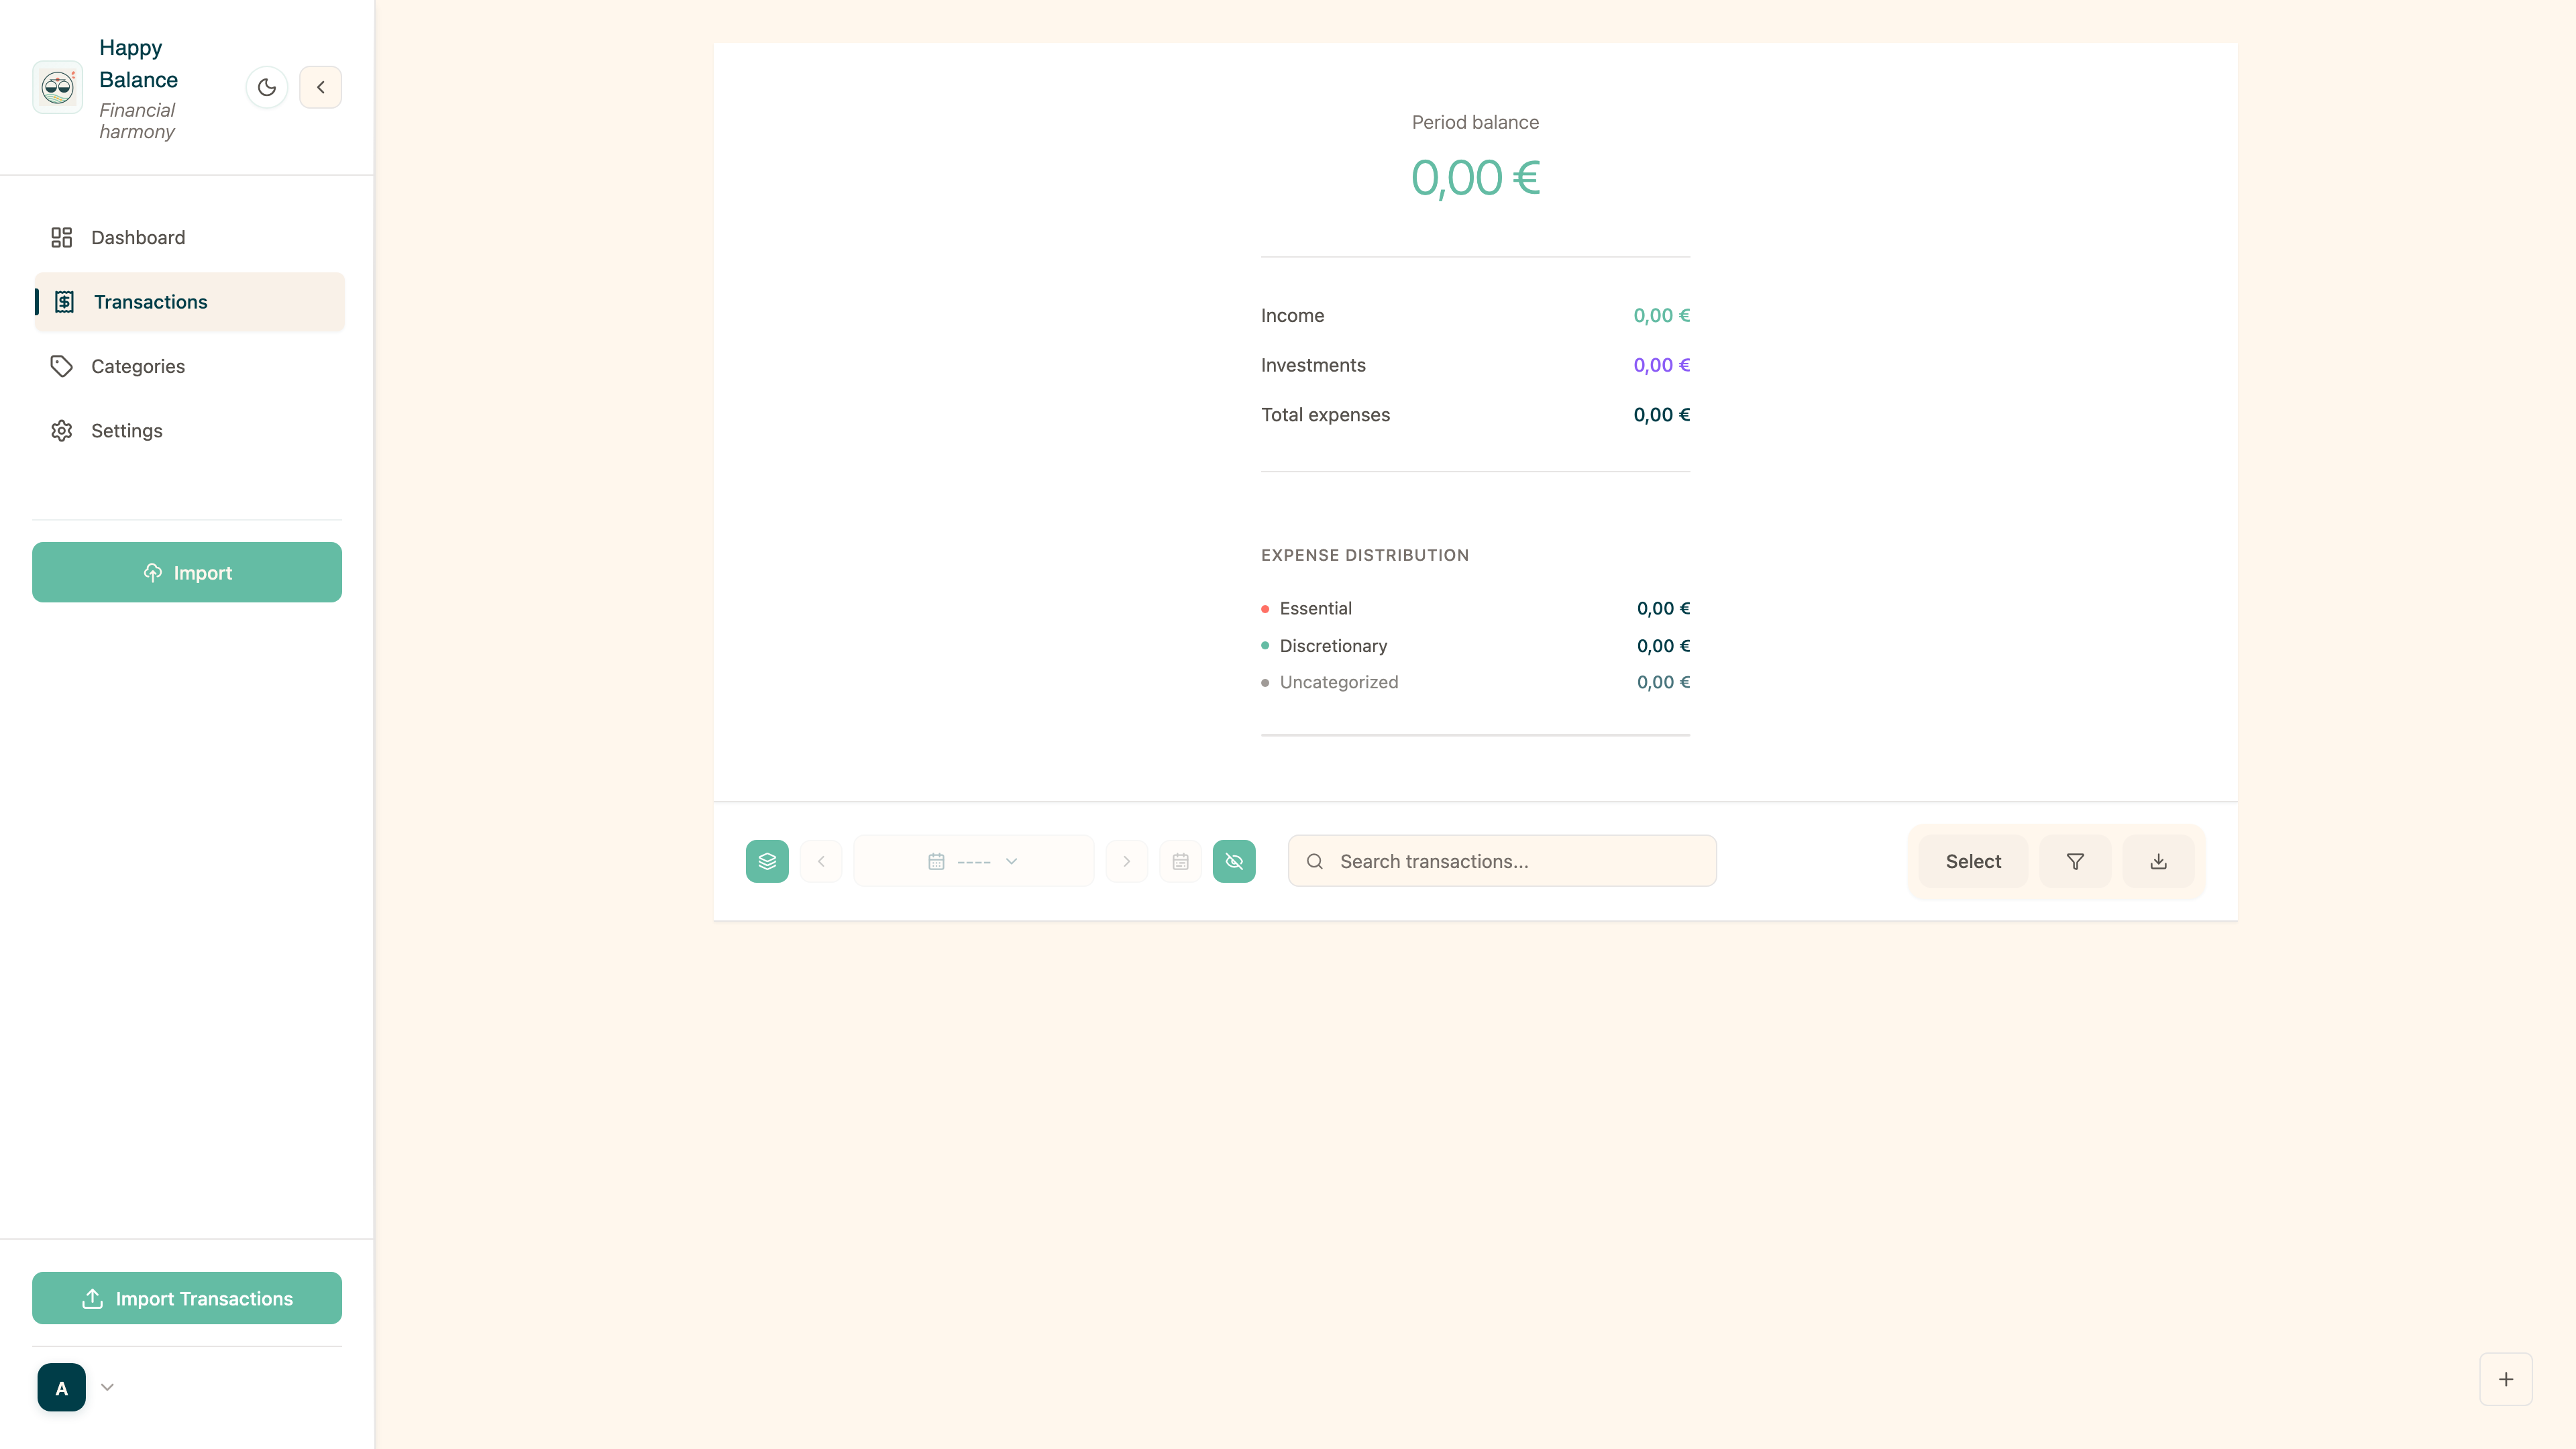 Happy
Balance
Financial
harmony
Dashboard
Transactions
Categories
Settings
Import
Import Transactions
A
Period balance
0,00 €
Income 0,00 €
Investments 0,00 €
Total expenses 0,00 €
EXPENSE DISTRIBUTION
Essential 0,00 €
Discretionary 0,00 €
Uncategorized 0,00 €
---- Search transactions... Select